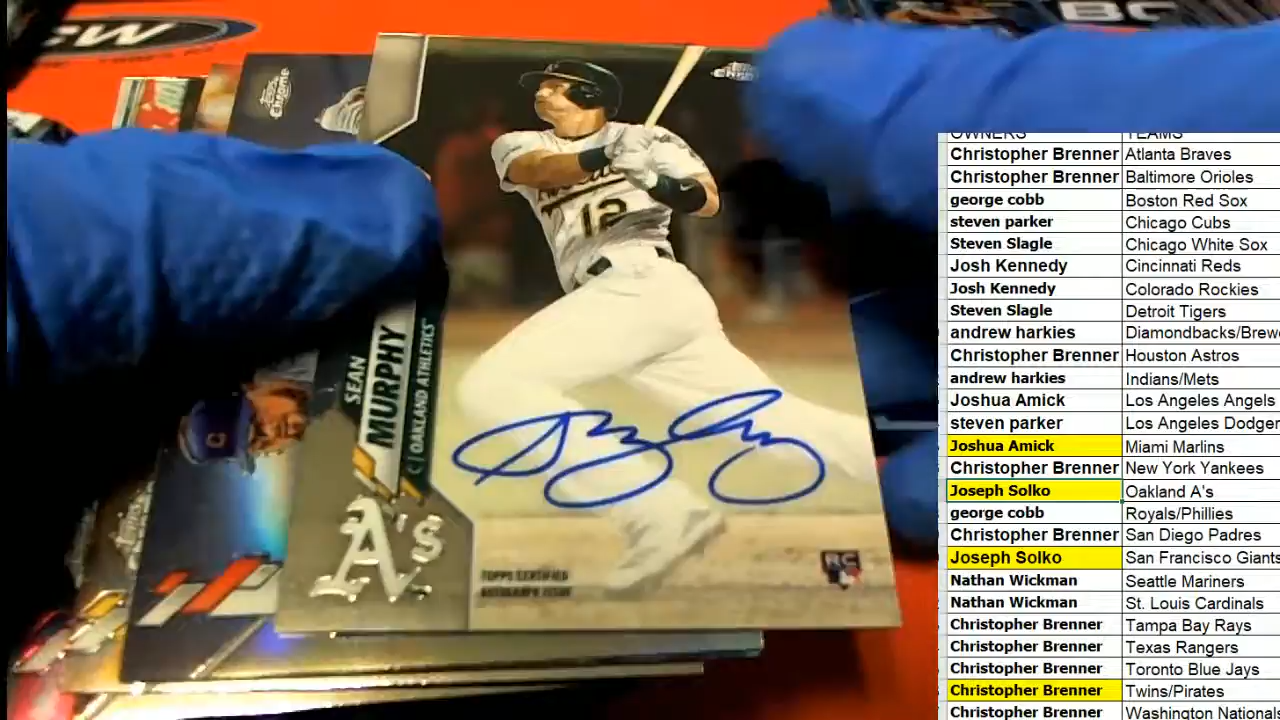 CW
BC
TOPPS CHROME
12
SEAN
MURPHY
C | OAKLAND ATHLETICS
A's
TOPPS CERTIFIED
AUTOGRAPH ISSUE
RC
C
OWNERS TEAMS
Christopher Brenner Atlanta Braves
Christopher Brenner Baltimore Orioles
george cobb Boston Red Sox
steven parker Chicago Cubs
Steven Slagle Chicago White Sox
Josh Kennedy Cincinnati Reds
Josh Kennedy Colorado Rockies
Steven Slagle Detroit Tigers
andrew harkies Diamondbacks/Brewe
Christopher Brenner Houston Astros
andrew harkies Indians/Mets
Joshua Amick Los Angeles Angels
steven parker Los Angeles Dodger
Joshua Amick Miami Marlins
Christopher Brenner New York Yankees
Joseph Solko Oakland A's
george cobb Royals/Phillies
Christopher Brenner San Diego Padres
Joseph Solko San Francisco Giants
Nathan Wickman Seattle Mariners
Nathan Wickman St. Louis Cardinals
Christopher Brenner Tampa Bay Rays
Christopher Brenner Texas Rangers
Christopher Brenner Toronto Blue Jays
Christopher Brenner Twins/Pirates
Christopher Brenner Washington Nationals